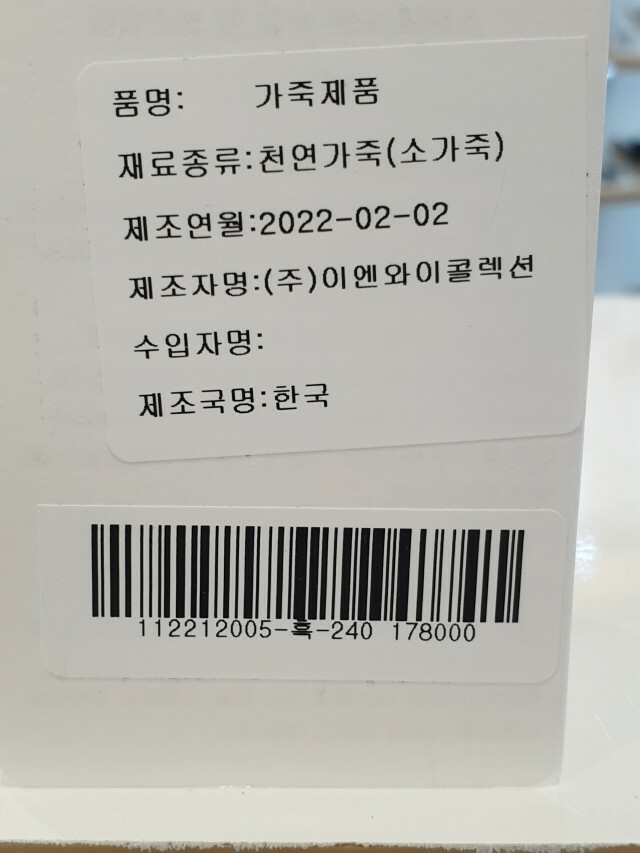 품명: 가죽제품
재료종류:천연가죽(소가죽)
제조연월:2022-02-02
제조자명:(주)이엔와이콜렉션
수입자명:
제조국명:한국
112212005-흑-240 178000